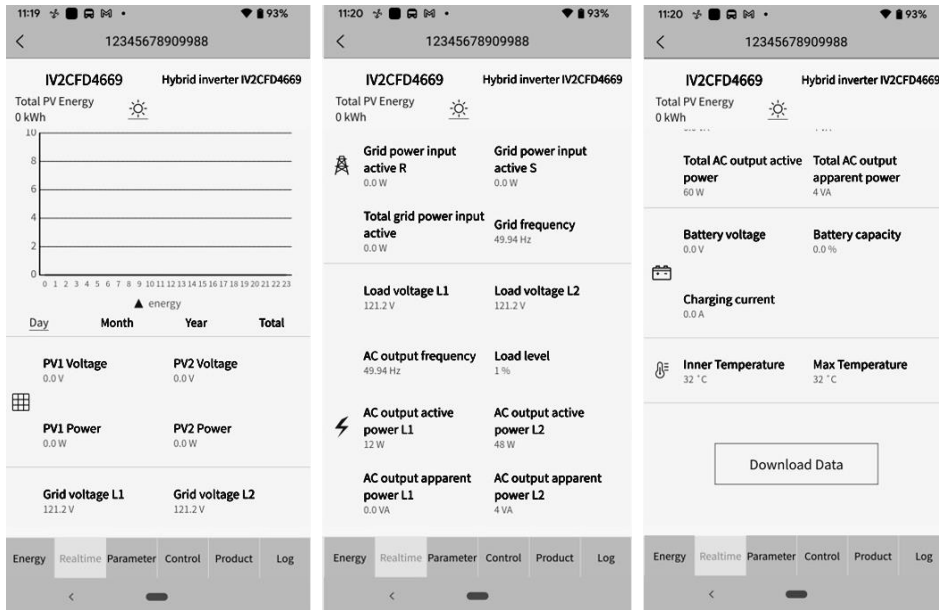 11:19 93%
12345678909988
IV2CFD4669 Hybrid inverter IV2CFD4669
Total PV Energy
0 kWh
10
8
6
4
2
0
0 1 2 3 4 5 6 7 8 9 10 11 12 13 14 15 16 17 18 19 20 21 22 23
energy
Day Month Year Total
PV1 Voltage PV2 Voltage
0.0 V 0.0 V
PV1 Power PV2 Power
0.0 W 0.0 W
Grid voltage L1 Grid voltage L2
121.2 V 121.2 V
Energy Realtime Parameter Control Product Log
11:20 93%
12345678909988
IV2CFD4669 Hybrid inverter IV2CFD4669
Total PV Energy
0 kWh
Grid power input Grid power input
active R active S
0.0 W 0.0 W
Total grid power input
active Grid frequency
0.0 W 49.94 Hz
Load voltage L1 Load voltage L2
121.2 V 121.2 V
AC output frequency Load level
49.94 Hz 1 %
AC output active AC output active
power L1 power L2
12 W 48 W
AC output apparent AC output apparent
power L1 power L2
0.0 VA 4 VA
Energy Realtime Parameter Control Product Log
11:20 93%
12345678909988
IV2CFD4669 Hybrid inverter IV2CFD4669
Total PV Energy
0 kWh
Total AC output active Total AC output
power apparent power
60 W 4 VA
Battery voltage Battery capacity
0.0 V 0.0 %
Charging current
0.0 A
Inner Temperature Max Temperature
32 °C 32 °C
Download Data
Energy Realtime Parameter Control Product Log